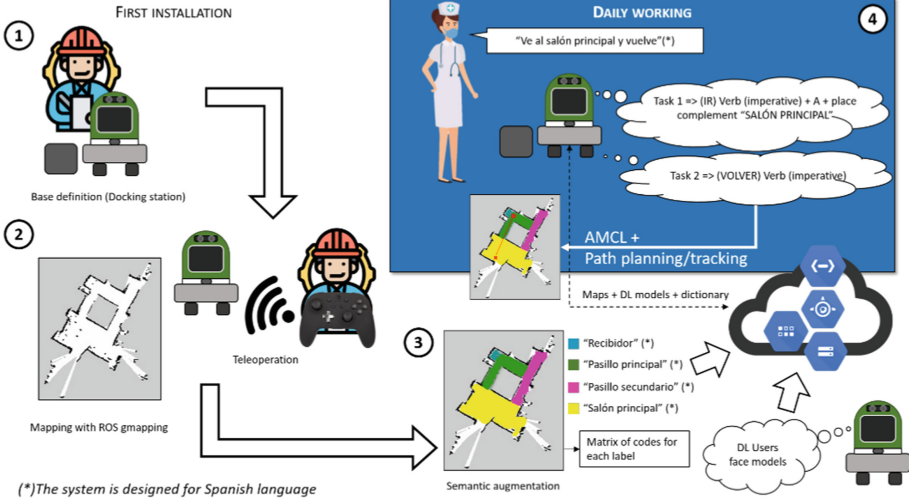 FIRST INSTALLATION
1
Base definition (Docking station)
2
Mapping with ROS gmapping
Teleoperation
3
"Recibidor" (*)
"Pasillo principal" (*)
"Pasillo secundario" (*)
"Salón principal" (*)
Matrix of codes for
each label
Semantic augmentation
(*)The system is designed for Spanish language
DAILY WORKING
4
"Ve al salón principal y vuelve"(*)
Task 1 => (IR) Verb (imperative) + A + place
complement "SALÓN PRINCIPAL"
Task 2 => (VOLVER) Verb (imperative)
AMCL +
Path planning/tracking
Maps + DL models + dictionary
DL Users
face models